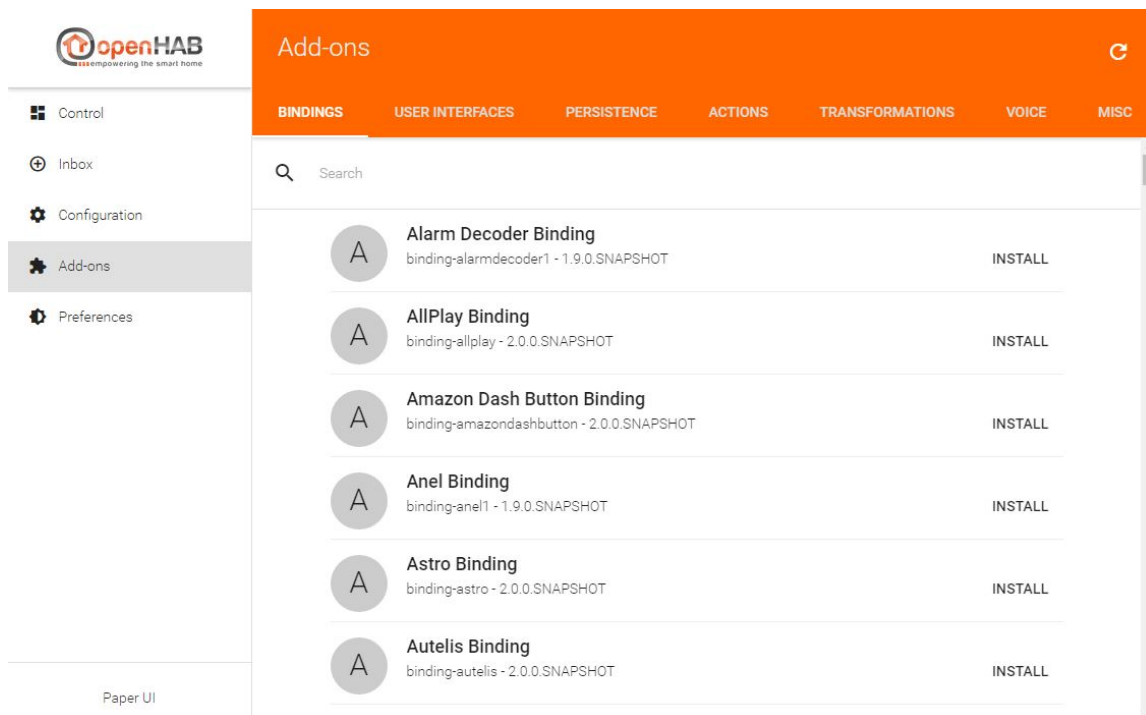 openHAB
empowering the smart home
Control
Inbox
Configuration
Add-ons
Preferences
Paper UI
Add-ons
BINDINGS USER INTERFACES PERSISTENCE ACTIONS TRANSFORMATIONS VOICE MISC
Search
A
Alarm Decoder Binding
binding-alarmdecoder1 - 1.9.0.SNAPSHOT
INSTALL
A
AllPlay Binding
binding-allplay - 2.0.0.SNAPSHOT
INSTALL
A
Amazon Dash Button Binding
binding-amazondashbutton - 2.0.0.SNAPSHOT
INSTALL
A
Anel Binding
binding-anel1 - 1.9.0.SNAPSHOT
INSTALL
A
Astro Binding
binding-astro - 2.0.0.SNAPSHOT
INSTALL
A
Autelis Binding
binding-autelis - 2.0.0.SNAPSHOT
INSTALL